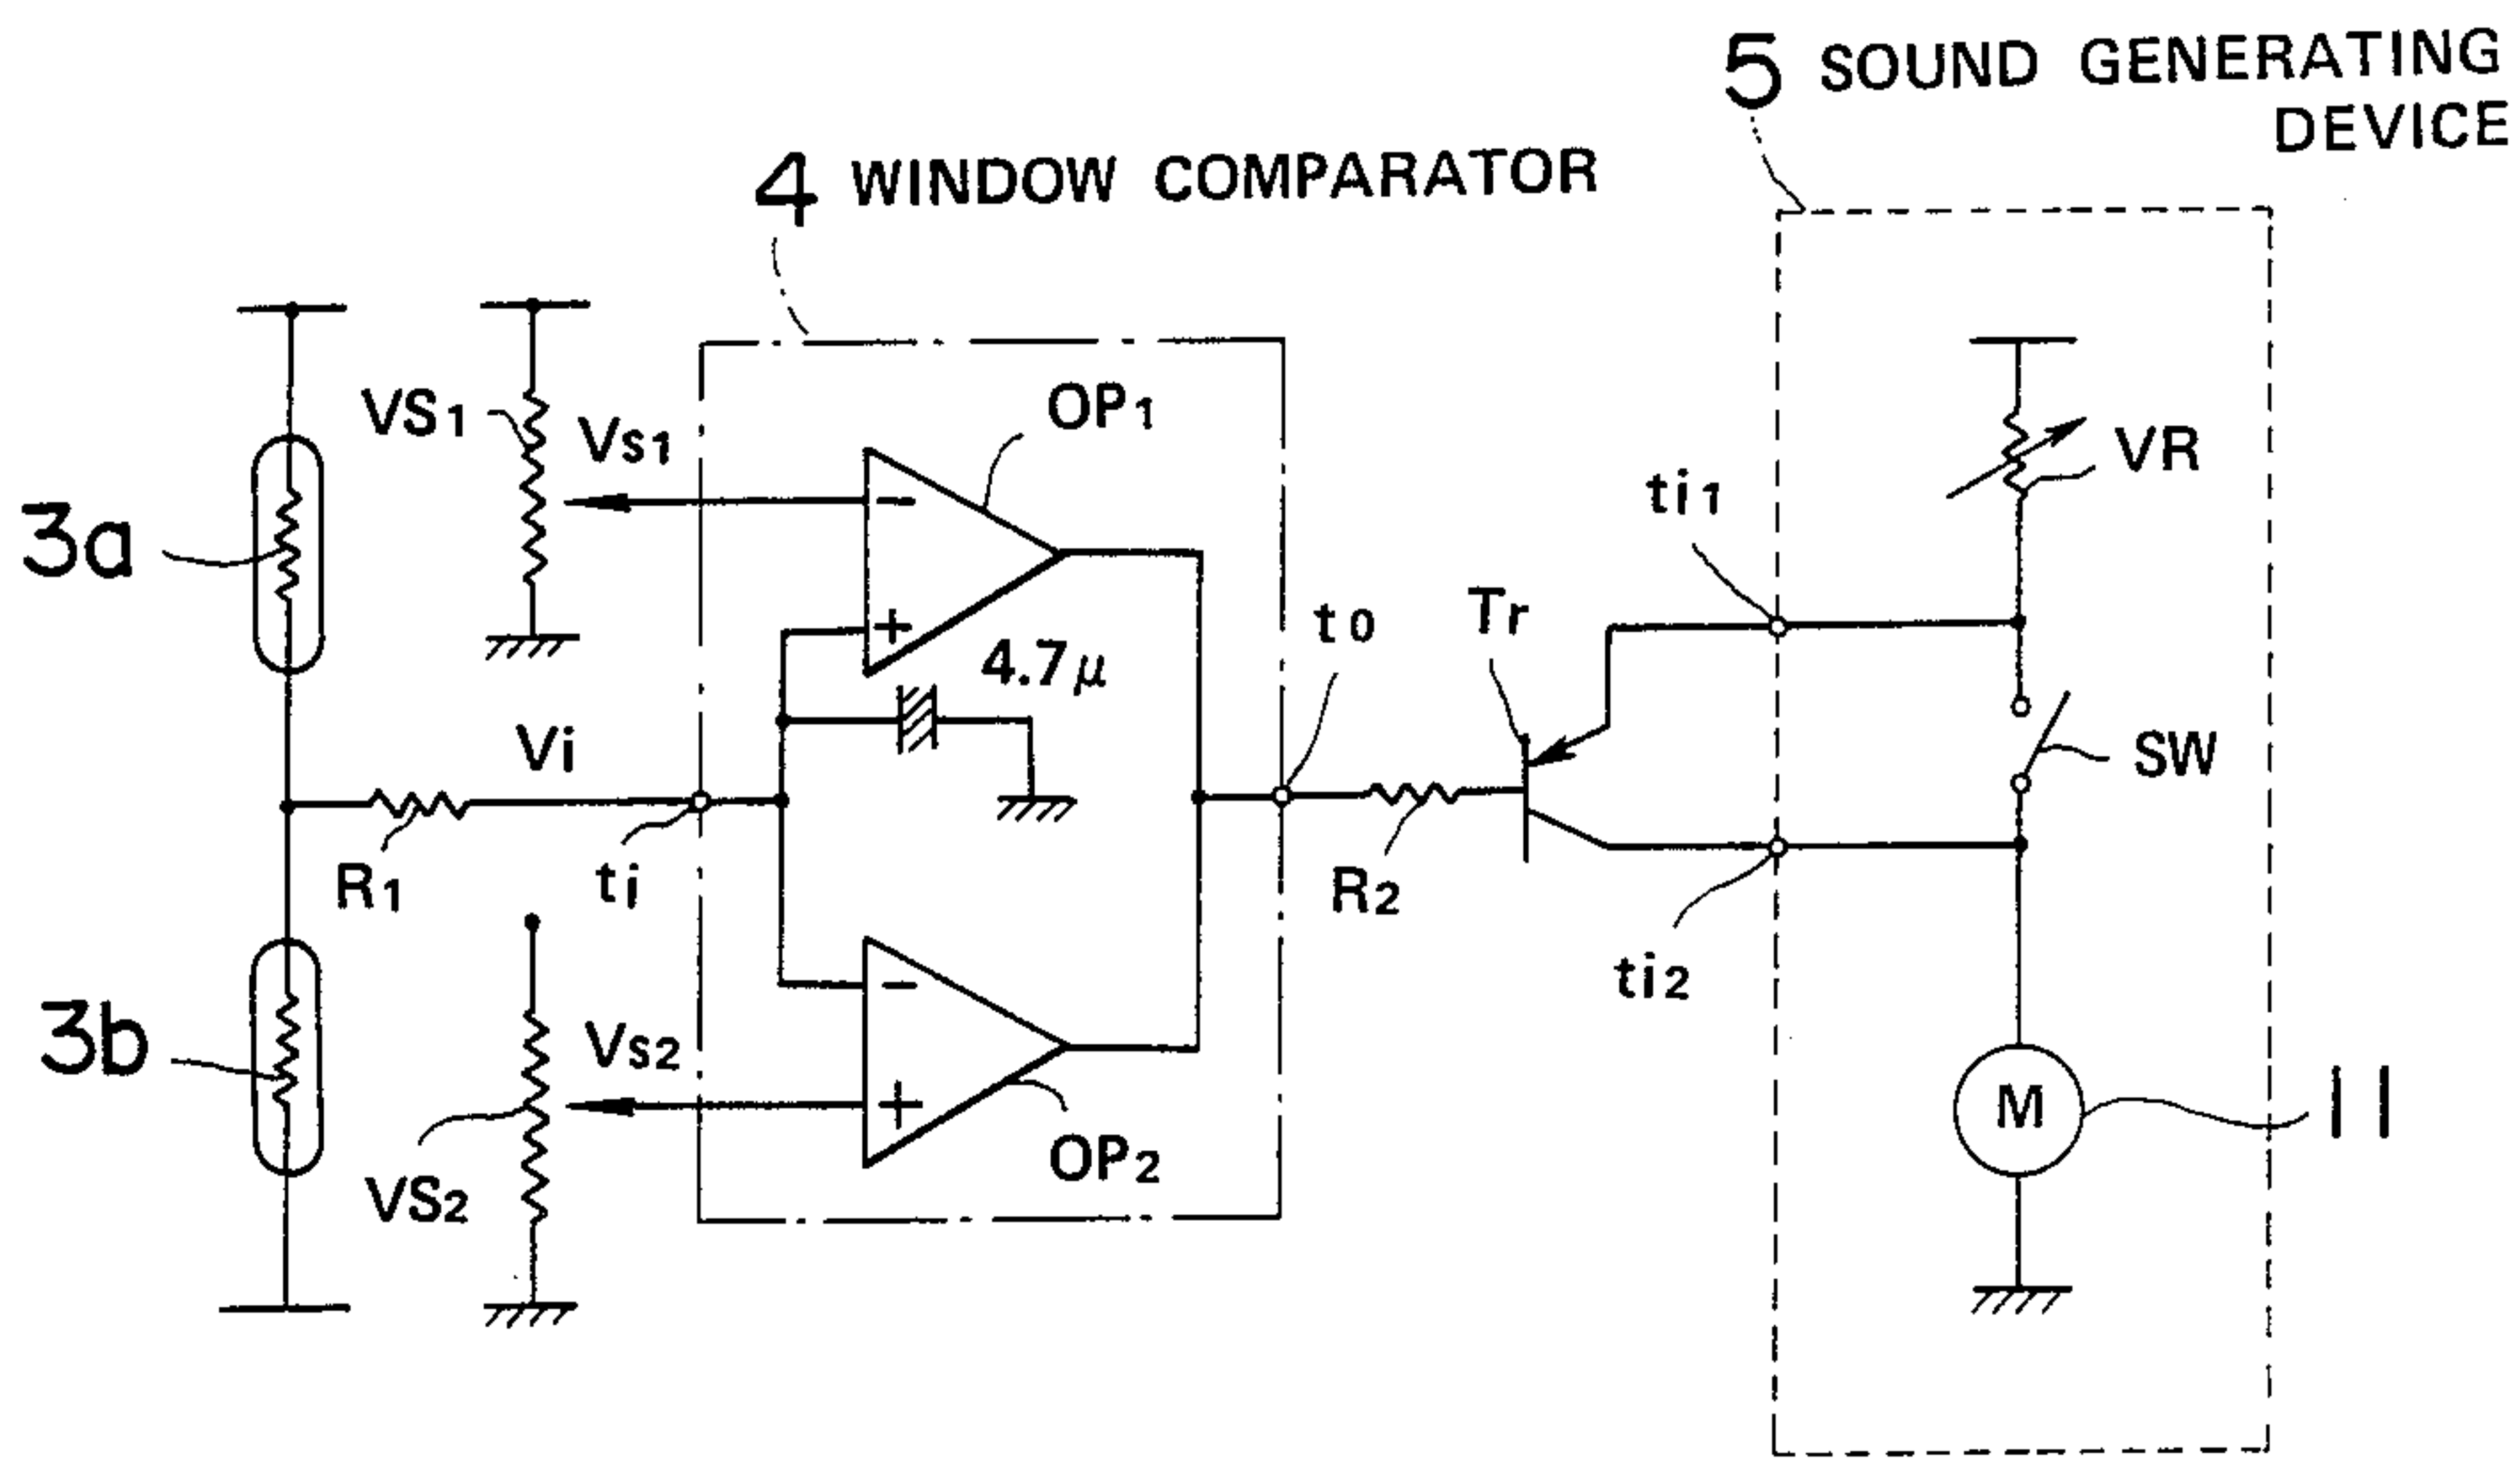 5 SOUND GENERATING
DEVICE
4 WINDOW COMPARATOR
VS1
Vs1
OP1
-
+
4.7μ
3a
Vi
R1
ti
t0
Tr
R2
ti1
ti2
VR
SW
3b
VS2
Vs2
-
+
OP2
M
11